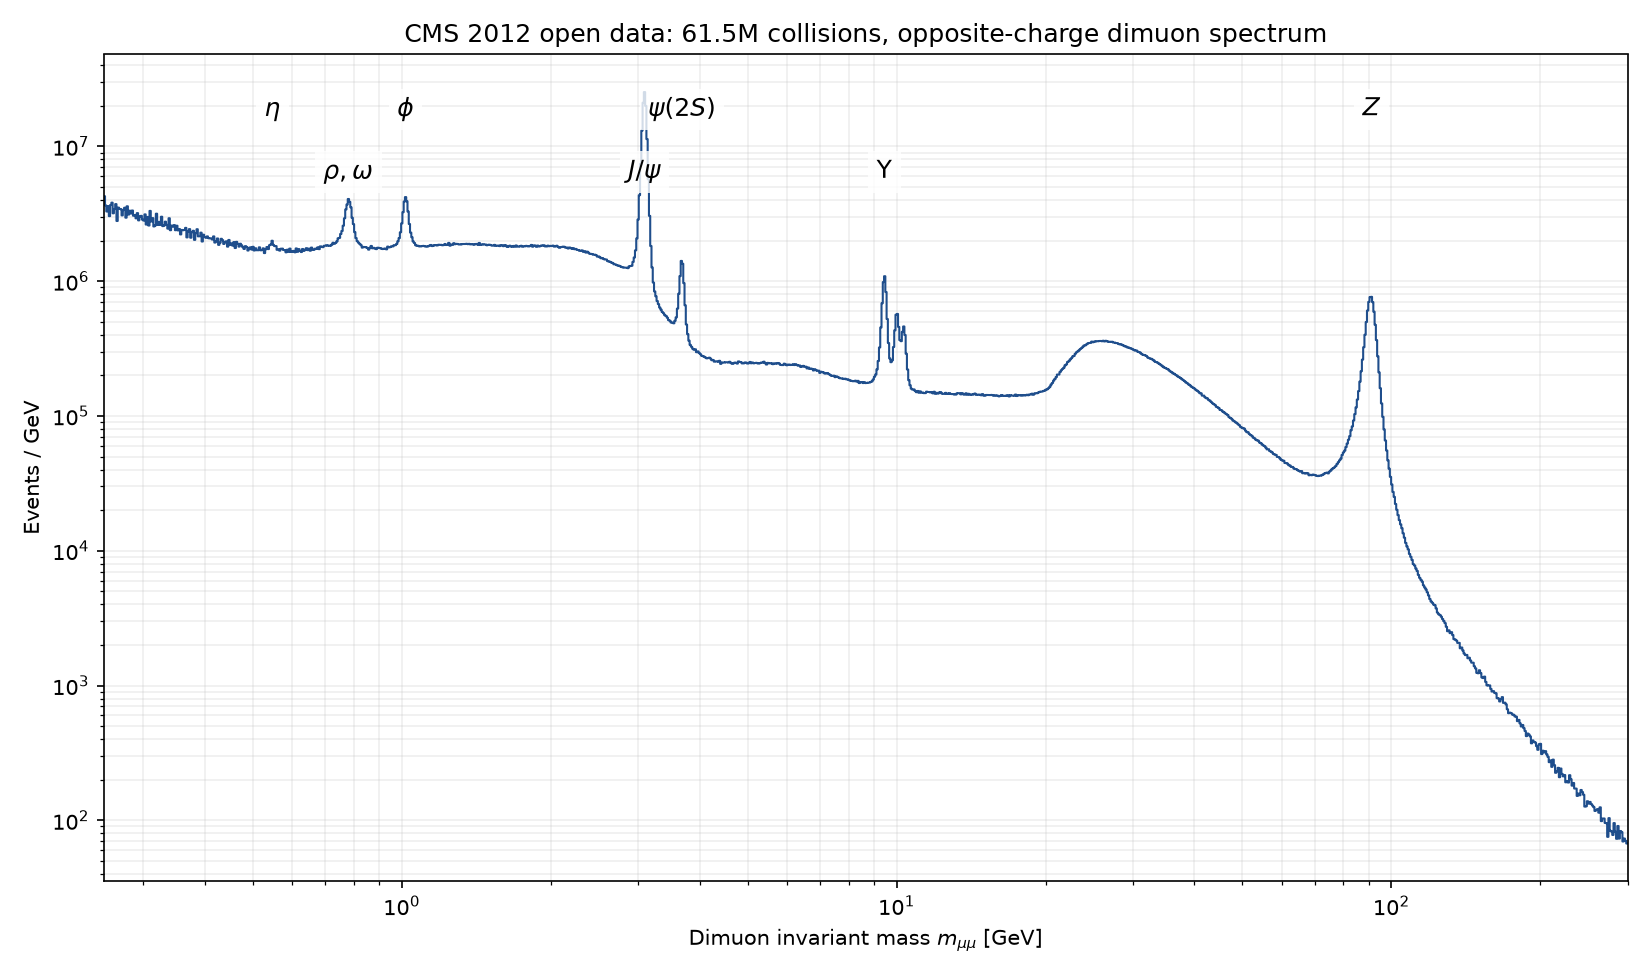 CMS 2012 open data: 61.5M collisions, opposite-charge dimuon spectrum
η
ϕ
ψ(2S)
Z
ρ, ω
J/ψ
Υ
Events / GeV
10⁷
10⁶
10⁵
10⁴
10³
10²
10⁰
10¹
10²
Dimuon invariant mass m_μμ [GeV]